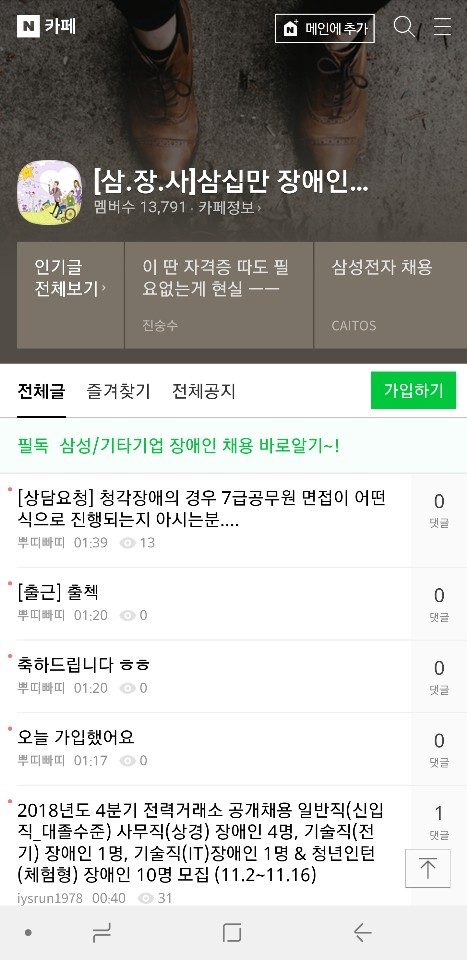 N 카페
메인에 추가
[삼.장.사]삼십만 장애인...
멤버수 13,791 · 카페정보 ›
인기글
전체보기 ›
이 딴 자격증 따도 필
요없는게 현실 ㅡㅡ
진숭수
삼성전자 채용
CAITOS
전체글 즐겨찾기 전체공지 가입하기
필독 삼성/기타기업 장애인 채용 바로알기~!
[상담요청] 청각장애의 경우 7급공무원 면접이 어떤
식으로 진행되는지 아시는분....
뿌띠빠띠 01:39 13
0
댓글
[출근] 출첵
뿌띠빠띠 01:20 0
0
댓글
축하드립니다 ㅎㅎ
뿌띠빠띠 01:20 0
0
댓글
오늘 가입했어요
뿌띠빠띠 01:17 0
0
댓글
2018년도 4분기 전력거래소 공개채용 일반직(신입
직_대졸수준) 사무직(상경) 장애인 4명, 기술직(전
기) 장애인 1명, 기술직(IT)장애인 1명 & 청년인턴
(체험형) 장애인 10명 모집 (11.2~11.16)
iysrun1978 00:40 31
1
댓글